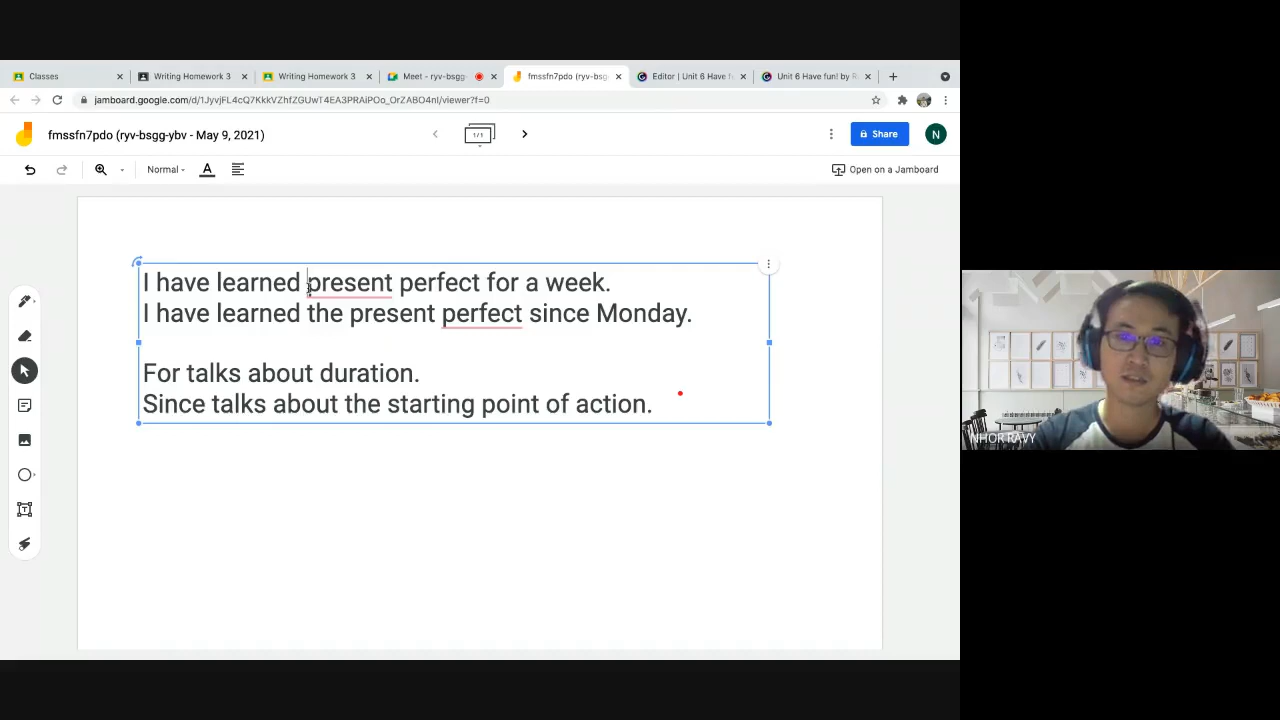 Classes
Writing Homework 3
Writing Homework 3
Meet - ryv-bsgg
fmssfn7pdo (ryv-bsg
Editor | Unit 6 Have f
Unit 6 Have fun! by R
jamboard.google.com/d/
/viewer?f=0
fmssfn7pdo (ryv-bsgg-ybv - May 9, 2021)
1/1
Share
N
Normal
A
Open on a Jamboard
I have learned present perfect for a week.
I have learned the present perfect since Monday.
For talks about duration.
Since talks about the starting point of action.
NHOR RAVY